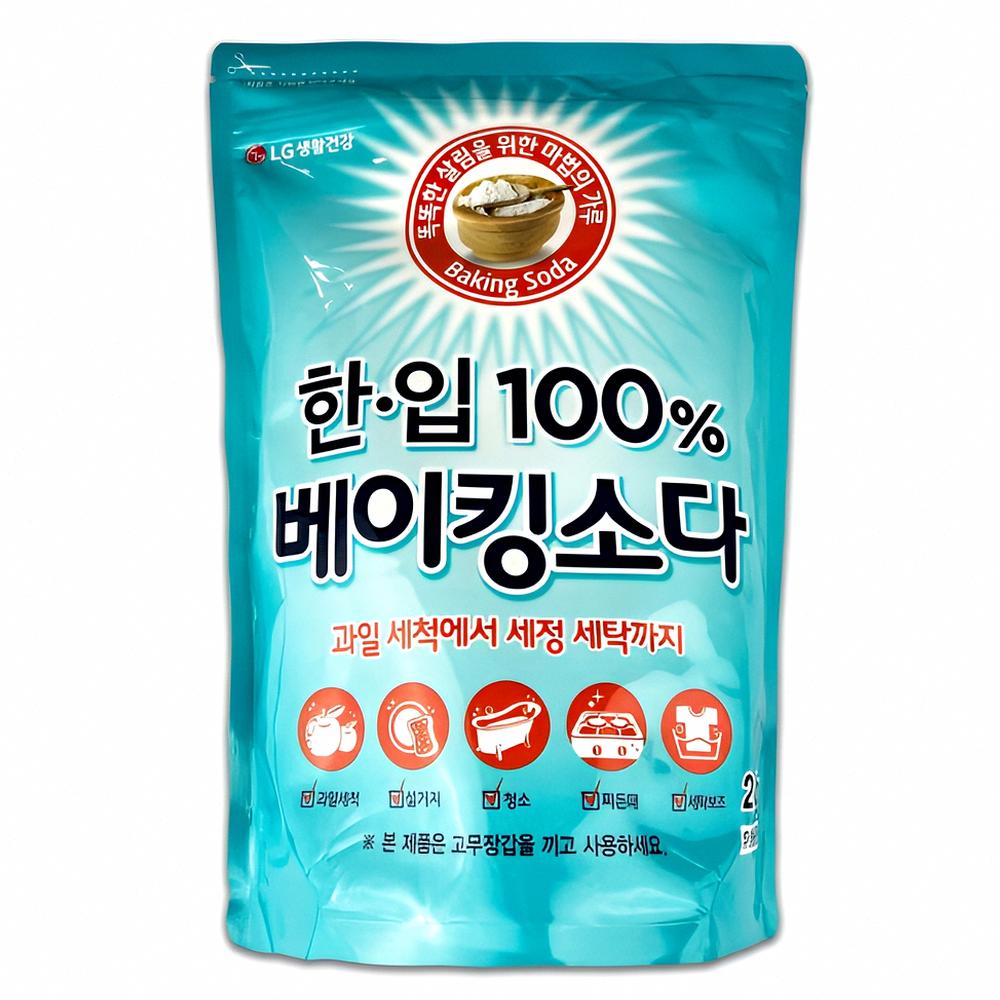 LG 생활건강
똑똑한 살림을 위한 마법의 가루
Baking Soda
한·입 100%
베이킹소다
과일 세척에서 세정 세탁까지
과일세척
설거지
청소
찌든때
세탁보조
※ 본 제품은 고무장갑을 끼고 사용하세요.